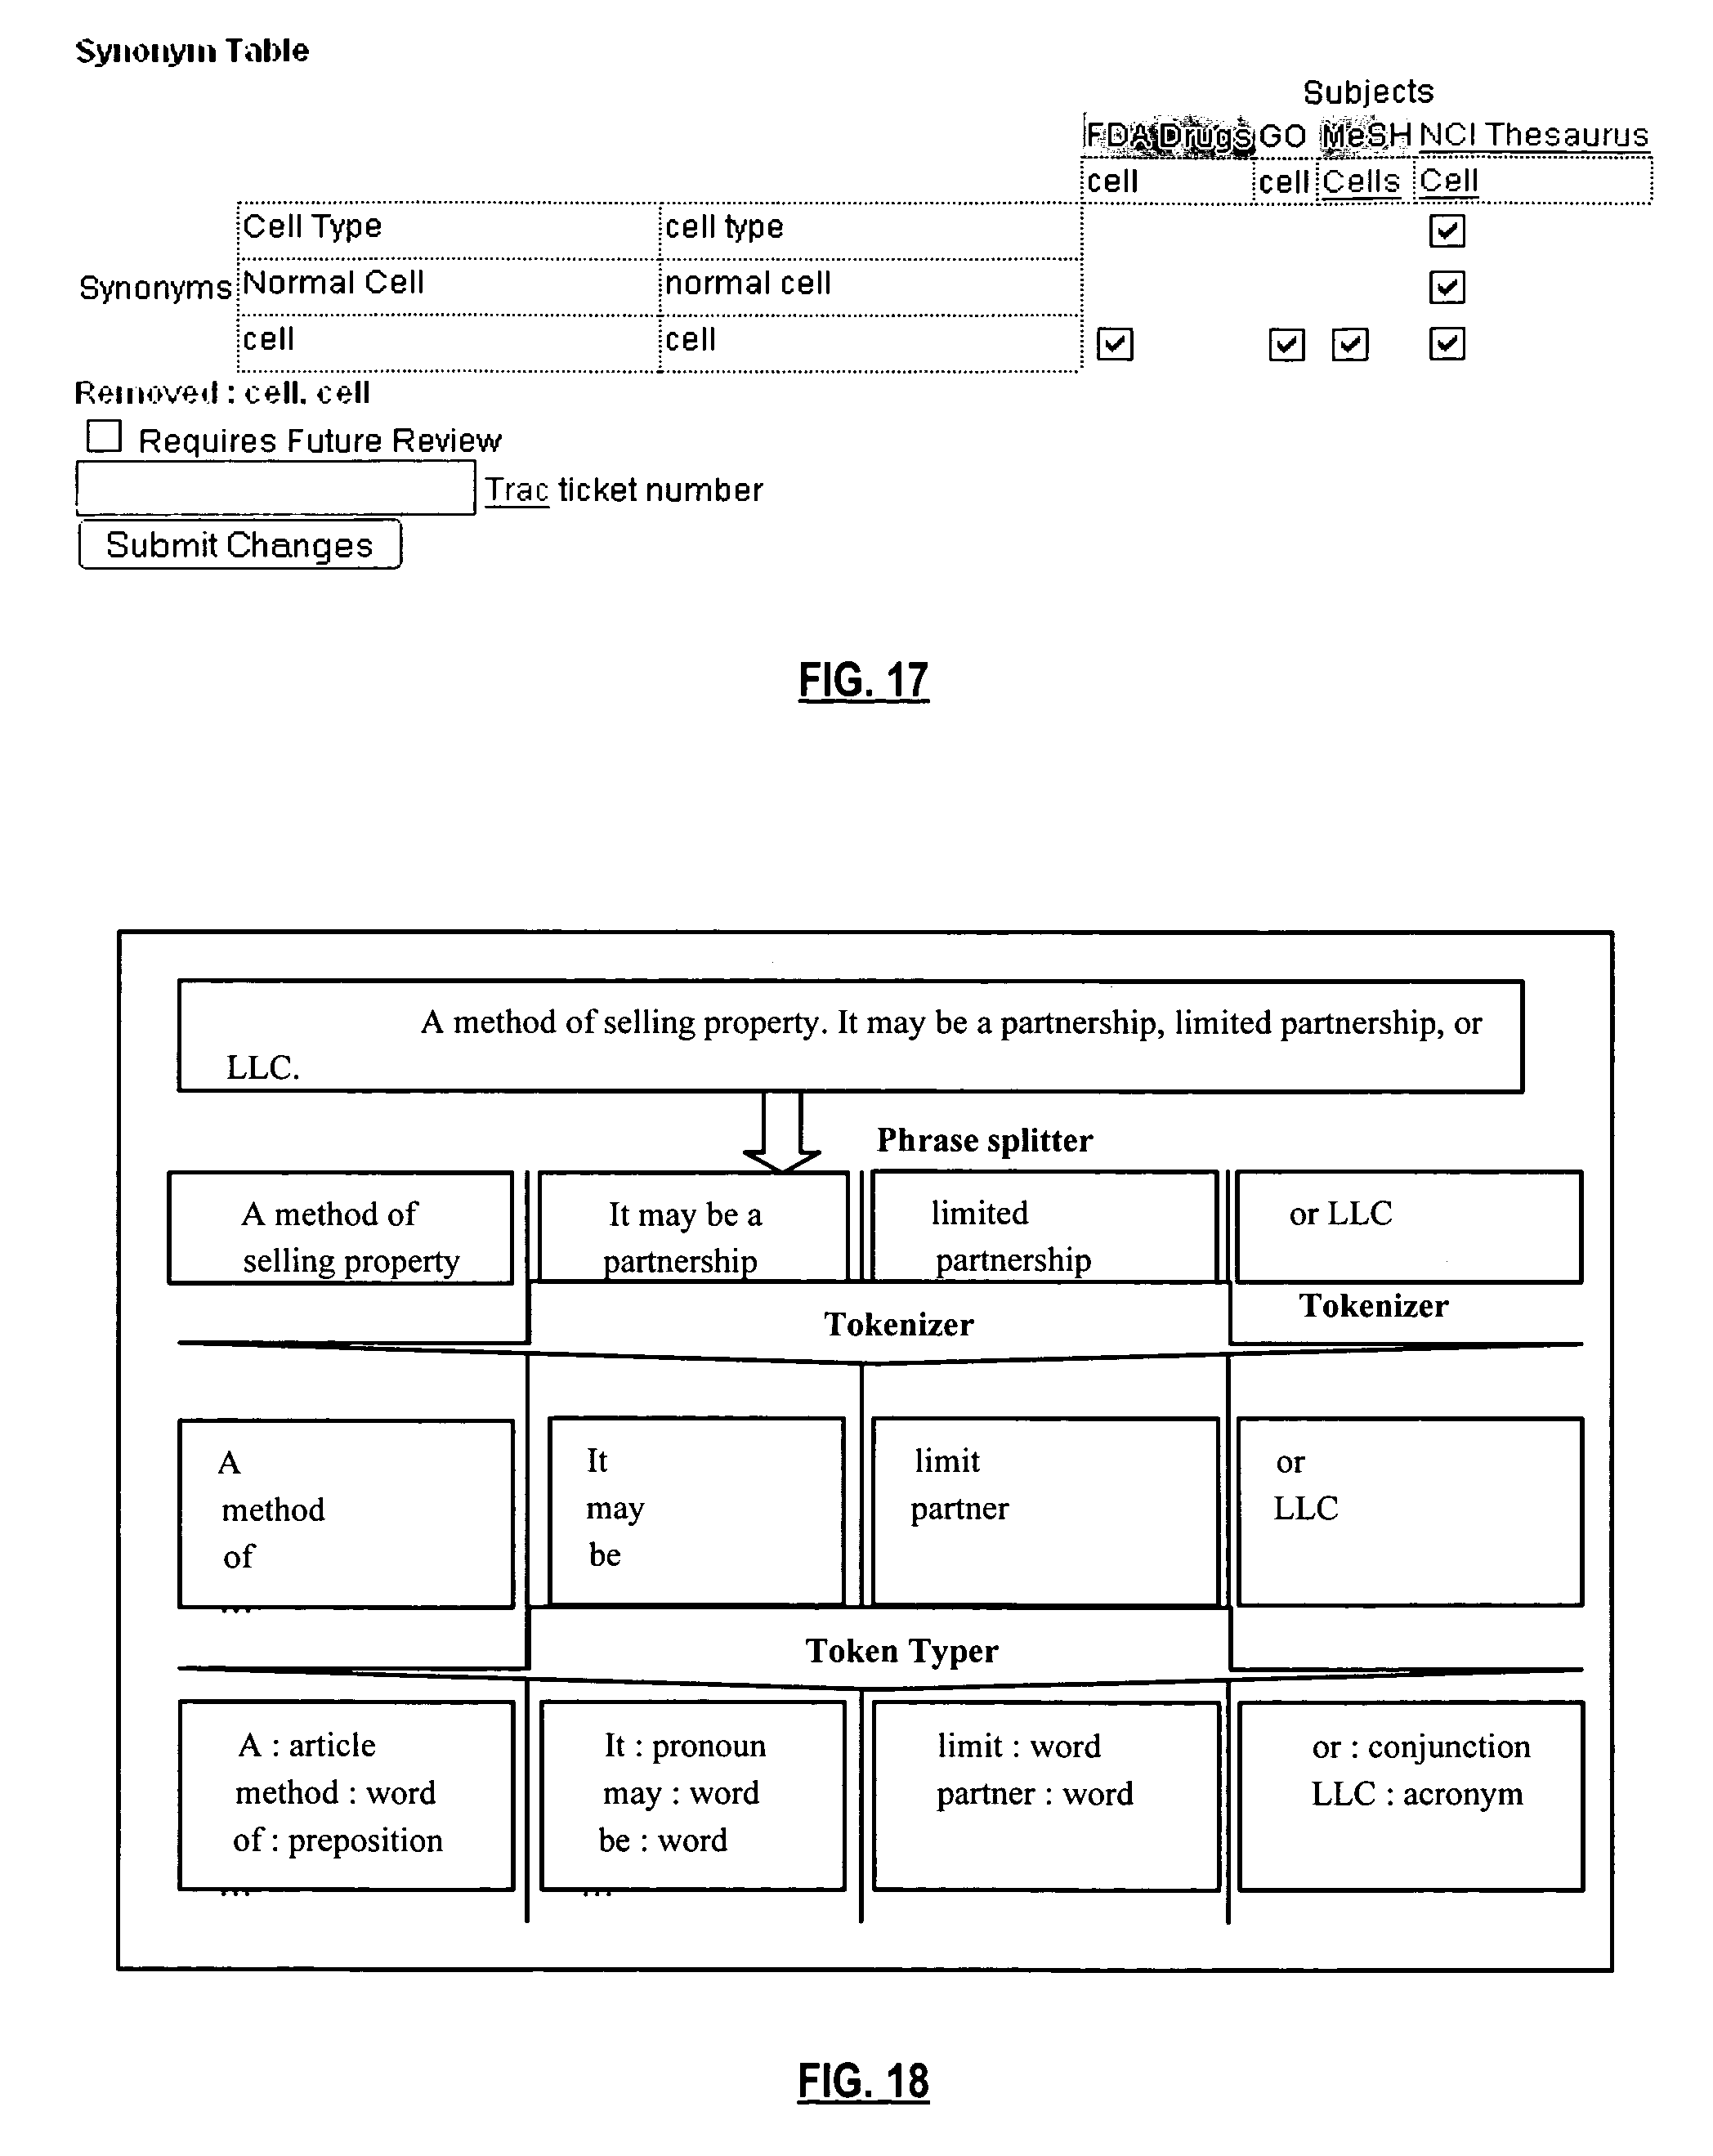 Synonym Table
Subjects
FDA Drugs GO MeSH NCI Thesaurus
cell cell Cells Cell
Cell Type cell type
Synonyms Normal Cell normal cell
cell cell
Removed : cell, cell
Requires Future Review
Trac ticket number
Submit Changes
FIG. 17
A method of selling property. It may be a partnership, limited partnership, or
LLC.
Phrase splitter
A method of
selling property
It may be a
partnership
limited
partnership
or LLC
Tokenizer
Tokenizer
A
method
of
...
It
may
be
limit
partner
or
LLC
Token Typer
A : article
method : word
of : preposition
...
It : pronoun
may : word
be : word
...
limit : word
partner : word
or : conjunction
LLC : acronym
FIG. 18